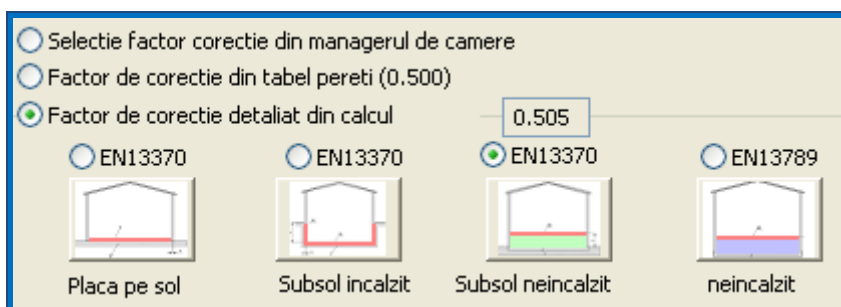 Selectie factor corectie din managerul de camere
Factor de corectie din tabel pereti (0.500)
Factor de corectie detaliat din calcul 0.505
EN13370 EN13370 EN13370 EN13789
Placa pe sol Subsol incalzit Subsol neincalzit neincalzit